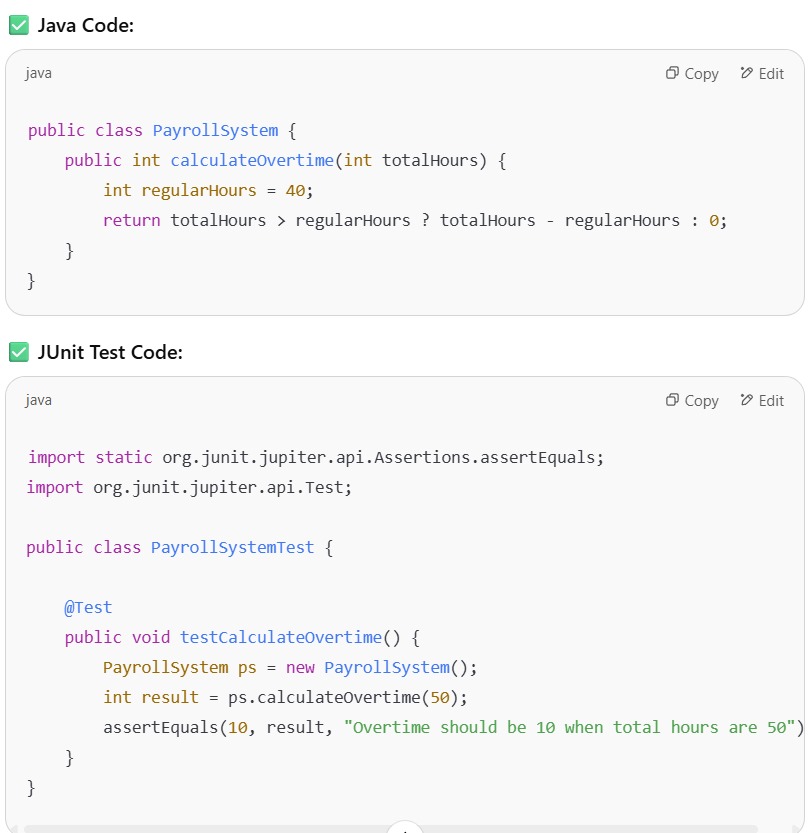 ✅ Java Code:
java
Copy
Edit
public class PayrollSystem {
    public int calculateOvertime(int totalHours) {
        int regularHours = 40;
        return totalHours > regularHours ? totalHours - regularHours : 0;
    }
}
✅ JUnit Test Code:
java
Copy
Edit
import static org.junit.jupiter.api.Assertions.assertEquals;
import org.junit.jupiter.api.Test;
public class PayrollSystemTest {
    @Test
    public void testCalculateOvertime() {
        PayrollSystem ps = new PayrollSystem();
        int result = ps.calculateOvertime(50);
        assertEquals(10, result, "Overtime should be 10 when total hours are 50")
    }
}